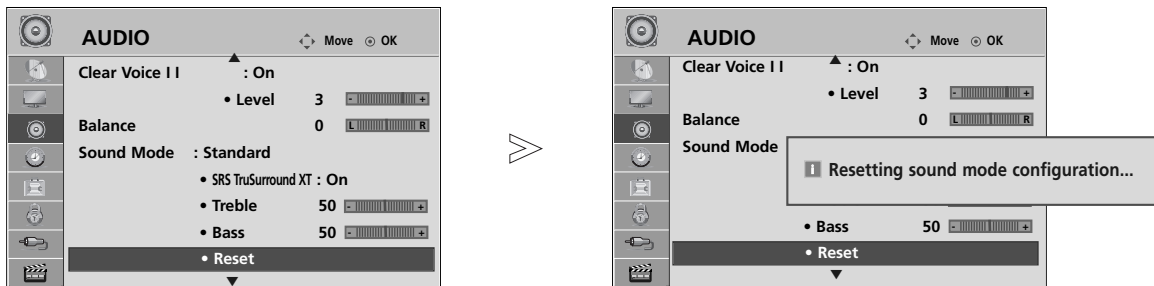 AUDIO
Move OK
Clear Voice I I : On
• Level 3 - +
Balance 0 L R
Sound Mode : Standard
• SRS TruSurround XT : On
• Treble 50 - +
• Bass 50 - +
• Reset
AUDIO
Move OK
Clear Voice I I : On
• Level 3 - +
Balance 0 L R
Sound Mode
i Resetting sound mode configuration...
• Bass 50 - +
• Reset